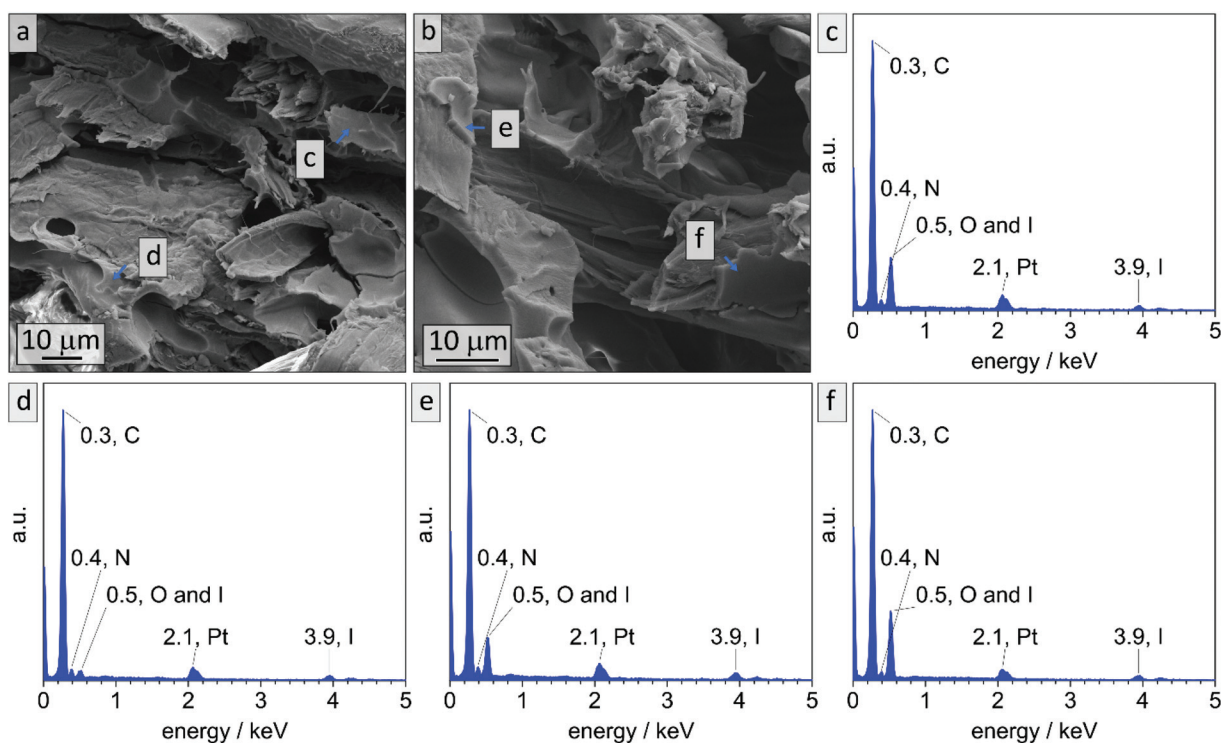 a
c
d
10 μm
b
e
f
10 μm
c
a.u.
0.3, C
0.4, N
0.5, O and I
2.1, Pt
3.9, I
0 1 2 3 4 5
energy / keV
d
a.u.
0.3, C
0.4, N
0.5, O and I
2.1, Pt
3.9, I
0 1 2 3 4 5
energy / keV
e
a.u.
0.3, C
0.4, N
0.5, O and I
2.1, Pt
3.9, I
0 1 2 3 4 5
energy / keV
f
a.u.
0.3, C
0.4, N
0.5, O and I
2.1, Pt
3.9, I
0 1 2 3 4 5
energy / keV